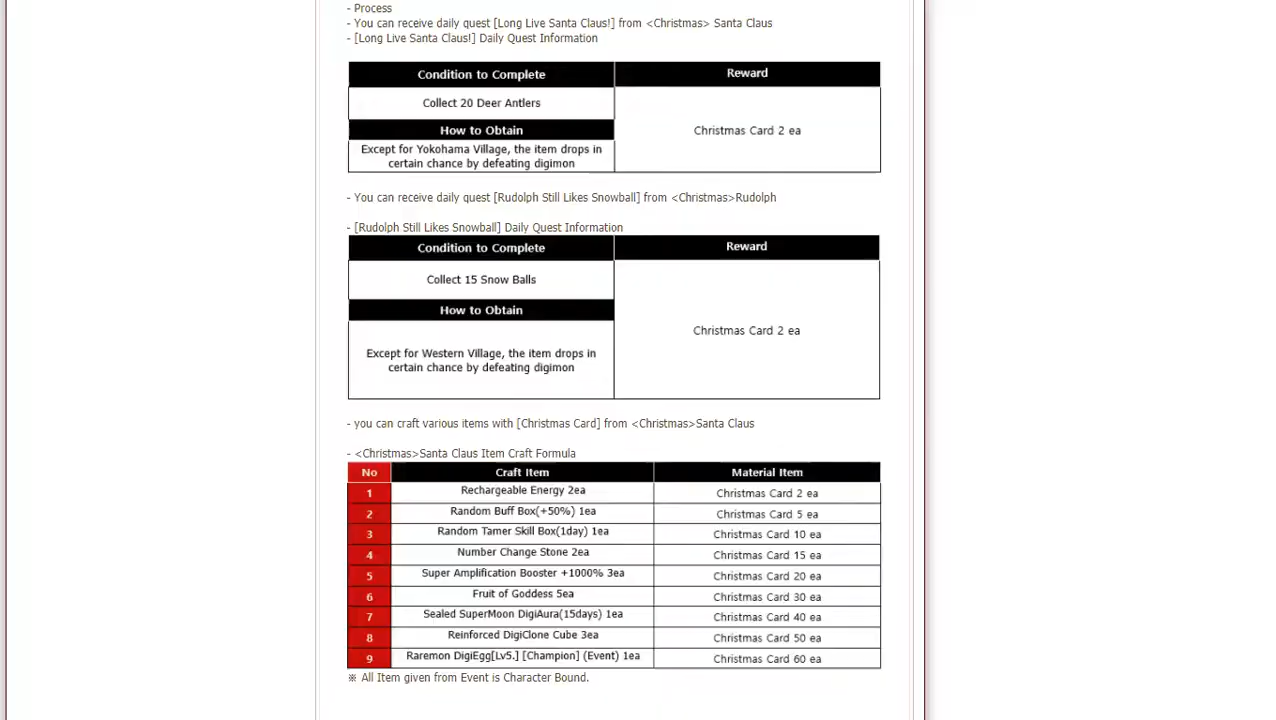 - Process
- You can receive daily quest [Long Live Santa Claus!] from <Christmas> Santa Claus
- [Long Live Santa Claus!] Daily Quest Information
Condition to Complete
Reward
Collect 20 Deer Antlers
How to Obtain
Christmas Card 2 ea
Except for Yokohama Village, the item drops in
certain chance by defeating digimon
- You can receive daily quest [Rudolph Still Likes Snowball] from <Christmas>Rudolph
- [Rudolph Still Likes Snowball] Daily Quest Information
Condition to Complete
Reward
Collect 15 Snow Balls
How to Obtain
Christmas Card 2 ea
Except for Western Village, the item drops in
certain chance by defeating digimon
- you can craft various items with [Christmas Card] from <Christmas>Santa Claus
- <Christmas>Santa Claus Item Craft Formula
No Craft Item Material Item
1 Rechargeable Energy 2ea Christmas Card 2 ea
2 Random Buff Box(+50%) 1ea Christmas Card 5 ea
3 Random Tamer Skill Box(1day) 1ea Christmas Card 10 ea
4 Number Change Stone 2ea Christmas Card 15 ea
5 Super Amplification Booster +1000% 3ea Christmas Card 20 ea
6 Fruit of Goddess 5ea Christmas Card 30 ea
7 Sealed SuperMoon DigiAura(15days) 1ea Christmas Card 40 ea
8 Reinforced DigiClone Cube 3ea Christmas Card 50 ea
9 Raremon DigiEgg[Lv5.] [Champion] (Event) 1ea Christmas Card 60 ea
※ All Item given from Event is Character Bound.